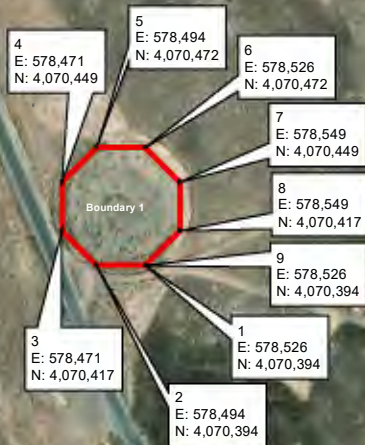 5
E: 578,494
N: 4,070,472
4
E: 578,471
N: 4,070,449
6
E: 578,526
N: 4,070,472
7
E: 578,549
N: 4,070,449
8
E: 578,549
N: 4,070,417
Boundary 1
9
E: 578,526
N: 4,070,394
1
E: 578,526
N: 4,070,394
3
E: 578,471
N: 4,070,417
2
E: 578,494
N: 4,070,394